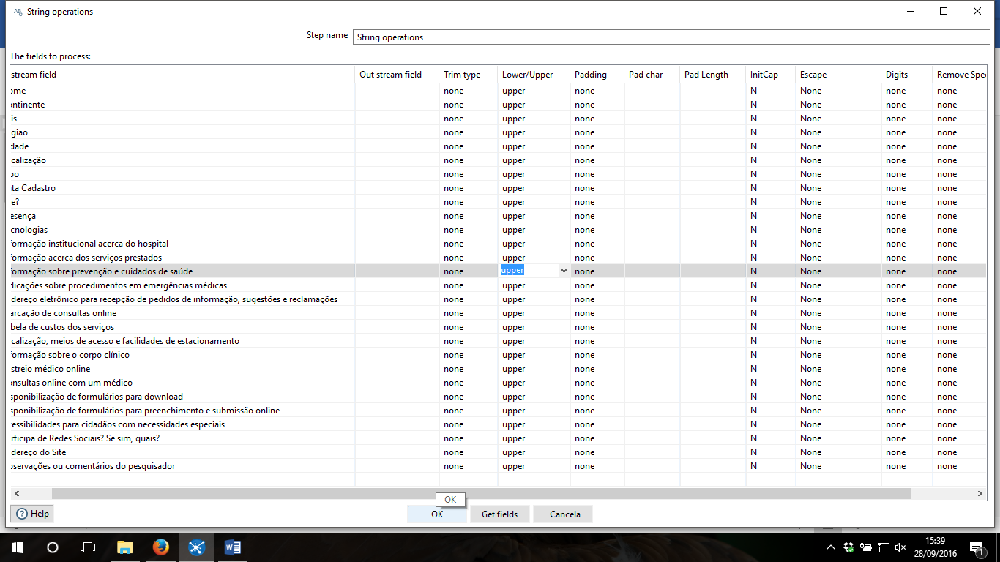 String operations
Step name String operations
The fields to process:
stream field Out stream field Trim type Lower/Upper Padding Pad char Pad Length InitCap Escape Digits Remove Spe
ome none upper none N None none none
ontinente none upper none N None none none
is none upper none N None none none
giao none upper none N None none none
dade none upper none N None none none
calização none upper none N None none none
po none upper none N None none none
ta Cadastro none upper none N None none none
e? none upper none N None none none
esença none upper none N None none none
cnologias none upper none N None none none
formação institucional acerca do hospital none upper none N None none none
formação acerca dos serviços prestados none upper none N None none none
formação sobre prevenção e cuidados de saúde none upper none N None none none
dicações sobre procedimentos em emergências médicas none upper none N None none none
dereço eletrônico para recepção de pedidos de informação, sugestões e reclamações none upper none N None none none
arcação de consultas online none upper none N None none none
bela de custos dos serviços none upper none N None none none
calização, meios de acesso e facilidades de estacionamento none upper none N None none none
formação sobre o corpo clínico none upper none N None none none
streio médico online none upper none N None none none
onsultas online com um médico none upper none N None none none
sponibilização de formulários para download none upper none N None none none
sponibilização de formulários para preenchimento e submissão online none upper none N None none none
essibilidades para cidadãos com necessidades especiais none upper none N None none none
rticipa de Redes Sociais? Se sim, quais? none upper none N None none none
dereço do Site none upper none N None none none
bservações ou comentários do pesquisador none upper none N None none none
OK
Help OK Get fields Cancela
15:39
28/09/2016
1